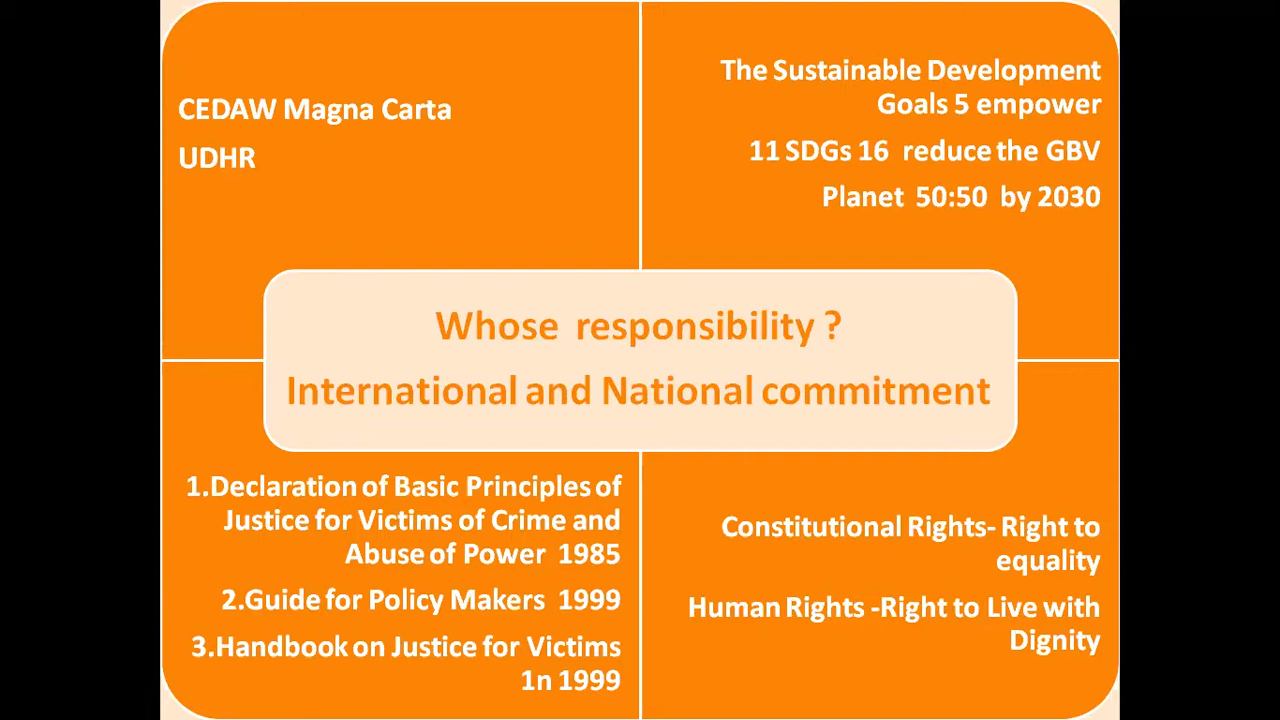 CEDAW Magna Carta
UDHR
The Sustainable Development
Goals 5 empower
11 SDGs 16 reduce the GBV
Planet 50:50 by 2030
Whose responsibility ?
International and National commitment
1.Declaration of Basic Principles of
Justice for Victims of Crime and
Abuse of Power 1985
2.Guide for Policy Makers 1999
3.Handbook on Justice for Victims
1n 1999
Constitutional Rights- Right to
equality
Human Rights -Right to Live with
Dignity